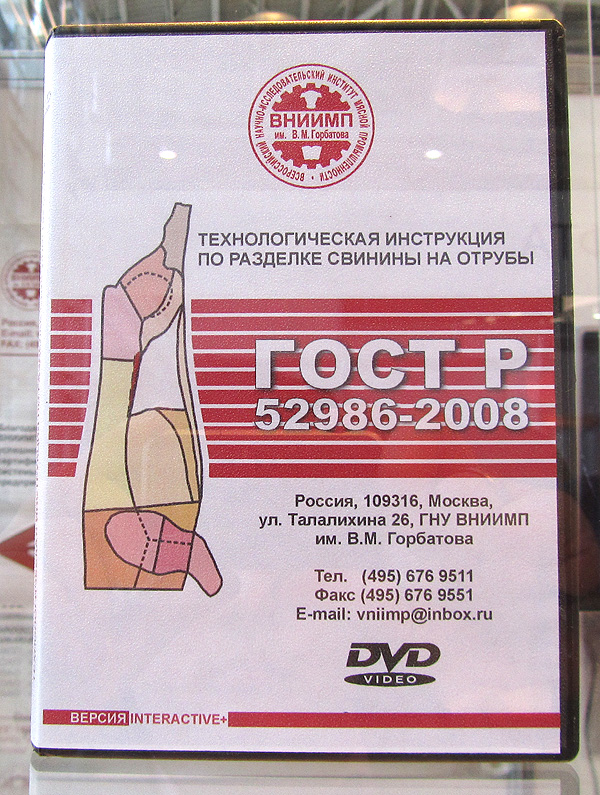 ВСЕРОССИЙСКИЙ НАУЧНО-ИССЛЕДОВАТЕЛЬСКИЙ ИНСТИТУТ МЯСНОЙ ПРОМЫШЛЕННОСТИ
ВНИИМП
им. В. М. Горбатова
ТЕХНОЛОГИЧЕСКАЯ ИНСТРУКЦИЯ
ПО РАЗДЕЛКЕ СВИНИНЫ НА ОТРУБЫ
ГОСТ Р
52986-2008
Россия, 109316, Москва,
ул. Талалихина 26, ГНУ ВНИИМП
им. В.М. Горбатова
Тел. (495) 676 9511
Факс (495) 676 9551
E-mail: vniimp@inbox.ru
DVD
VIDEO
ВЕРСИЯ INTERACTIVE+